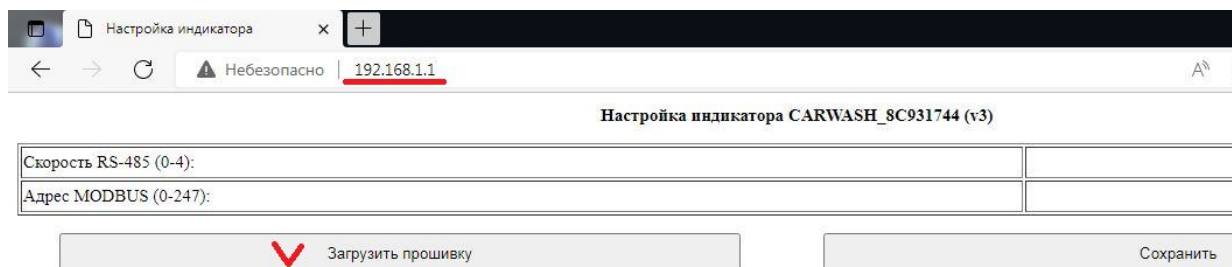 Настройка индикатора
Небезопасно 192.168.1.1
Настройка индикатора CARWASH_8C931744 (v3)
Скорость RS-485 (0-4):
Адрес MODBUS (0-247):
Загрузить прошивку Сохранить